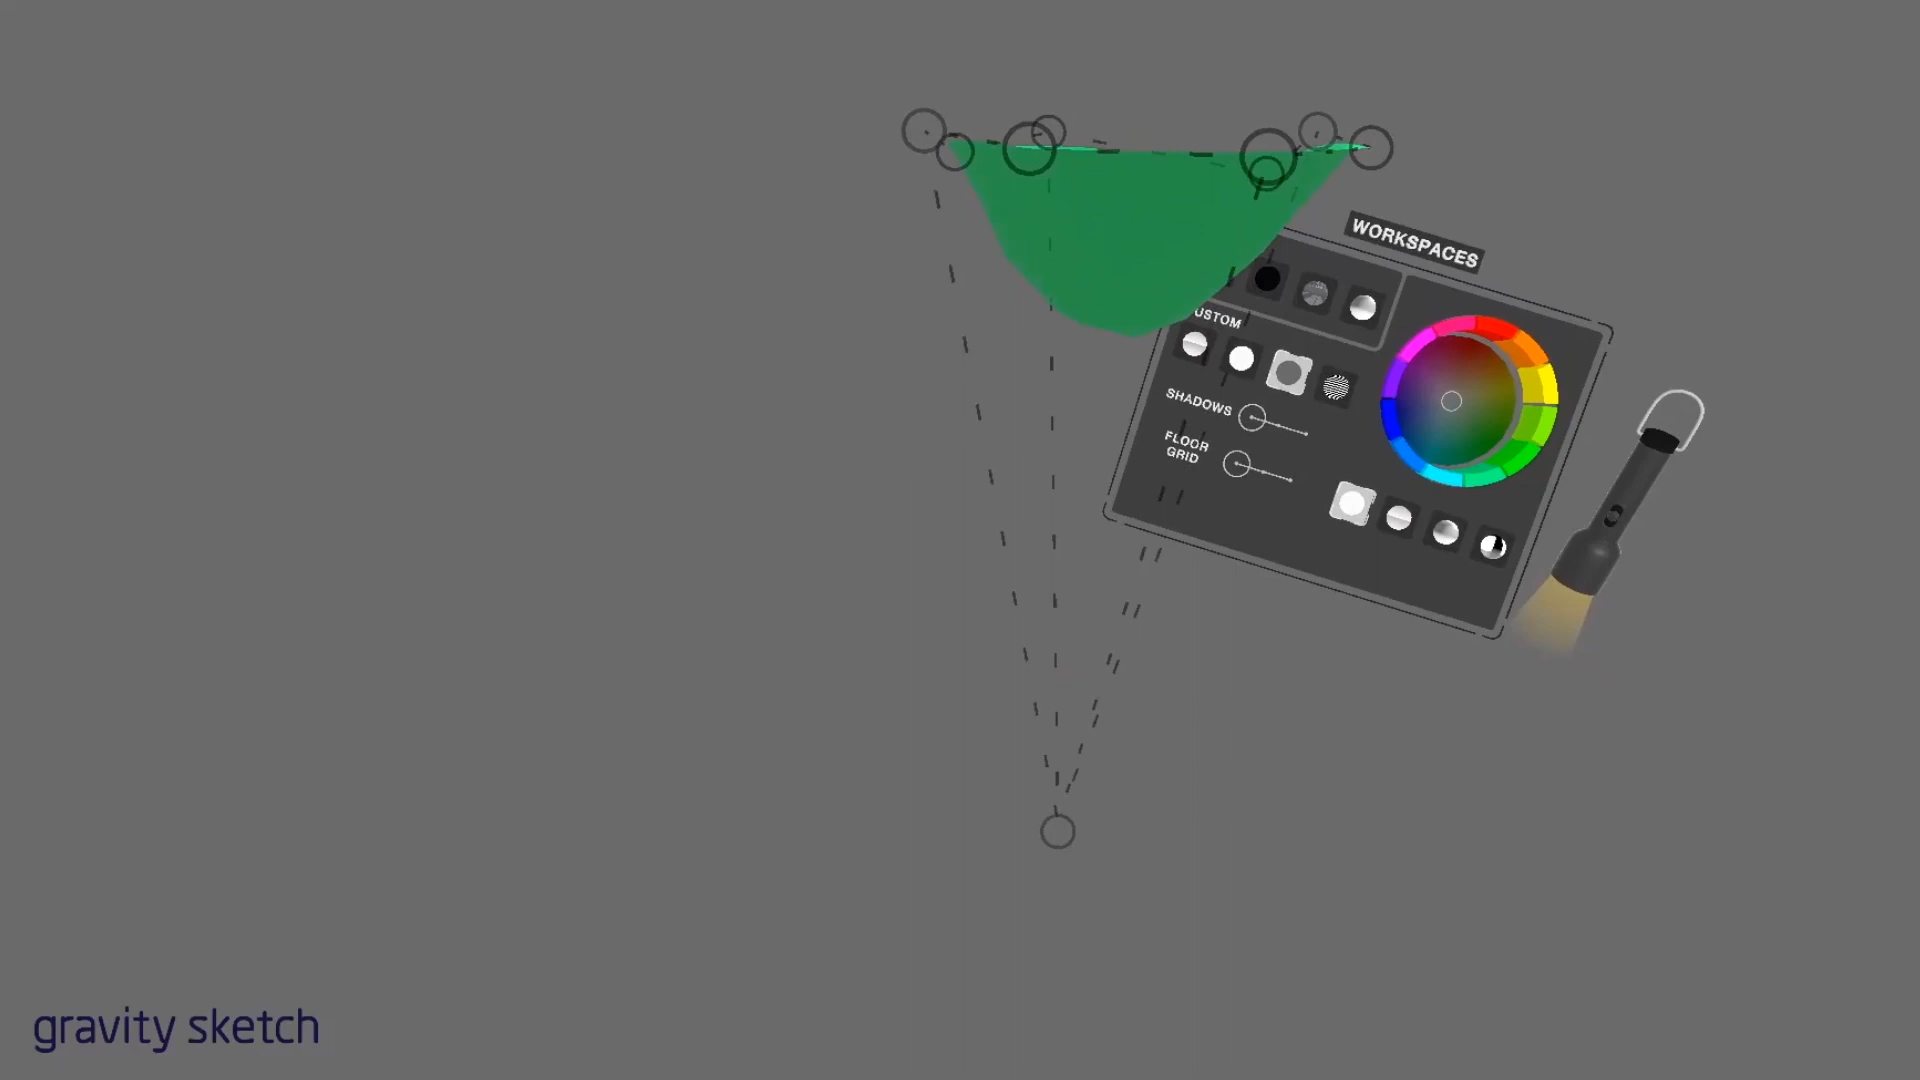 WORKSPACES
USTOM
SHADOWS
FLOOR
GRID
gravity sketch